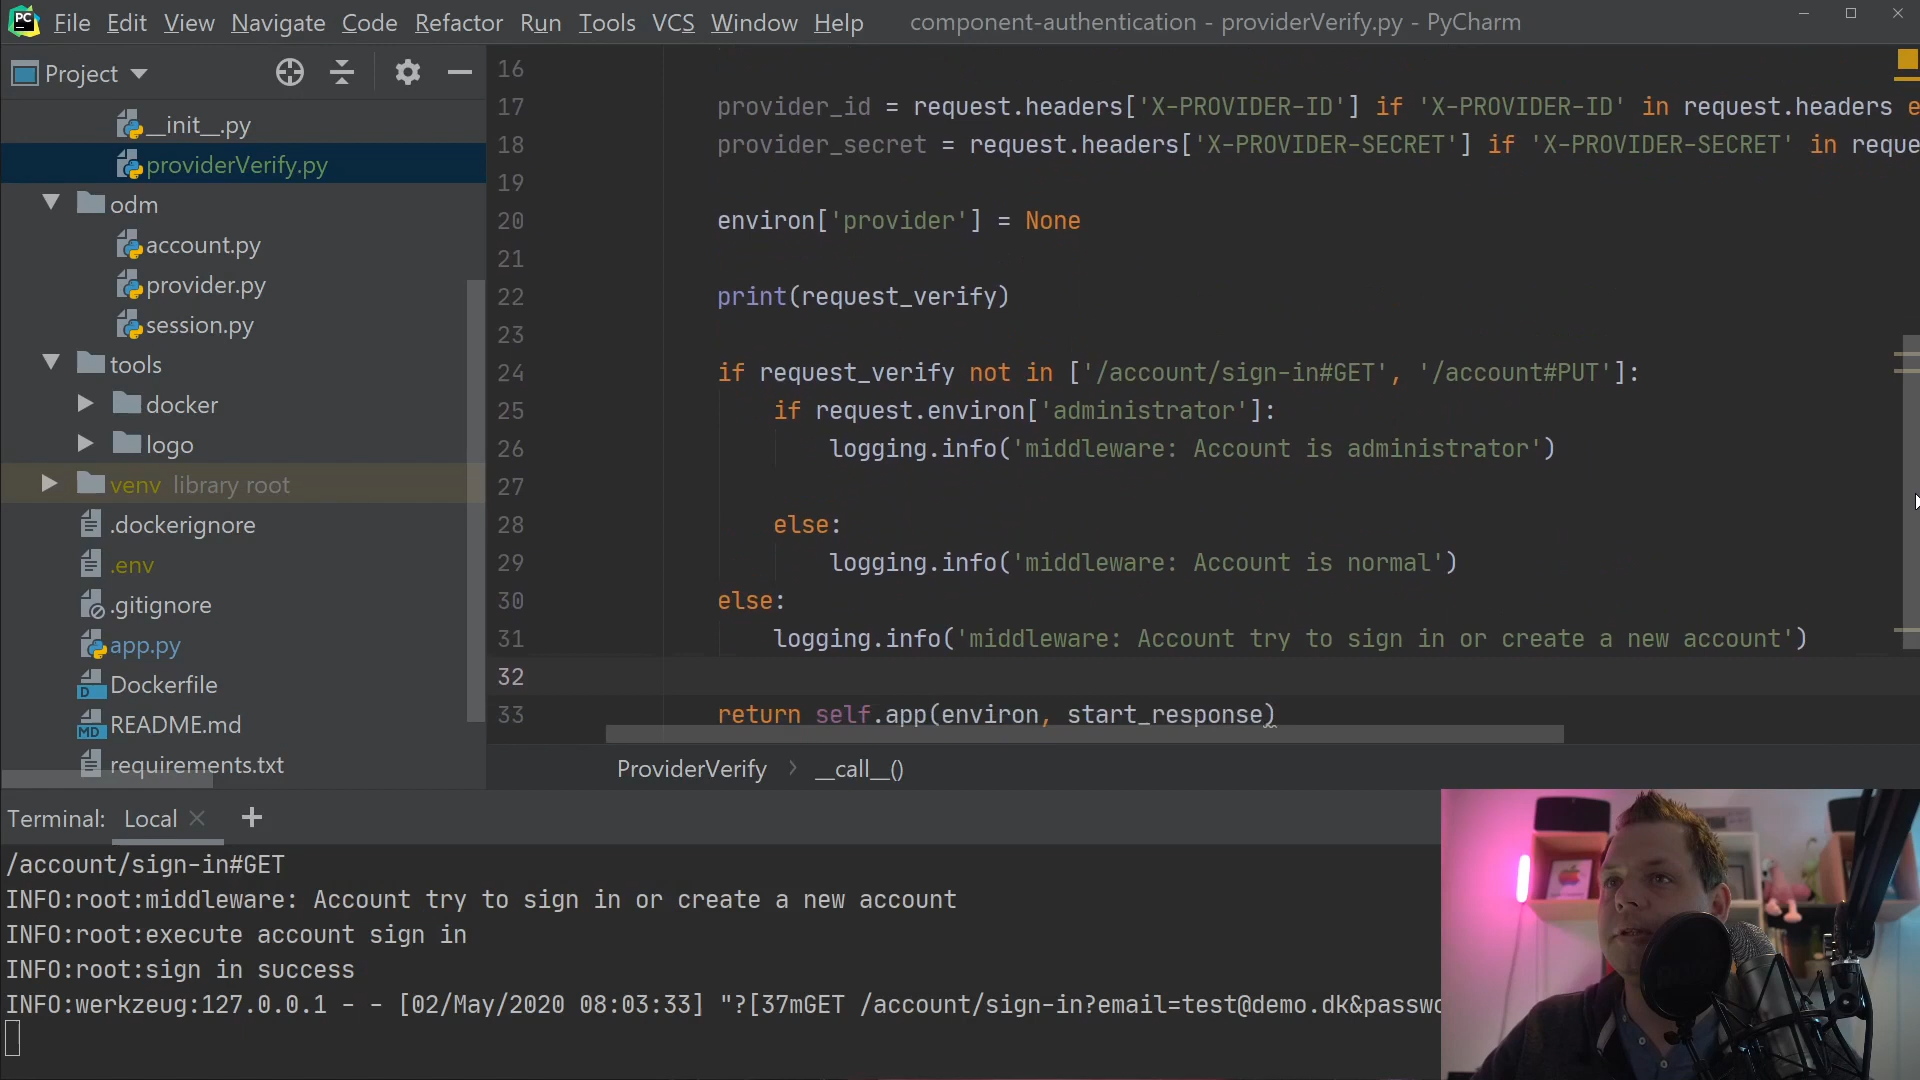 PC File Edit View Navigate Code Refactor Run Tools VCS Window Help component-authentication - providerVerify.py - PyCharm
Project
__init__.py
providerVerify.py
odm
account.py
provider.py
session.py
tools
docker
logo
venv library root
.dockerignore
.env
.gitignore
app.py
D Dockerfile
MD README.md
requirements.txt
16
17 provider_id = request.headers['X-PROVIDER-ID'] if 'X-PROVIDER-ID' in request.headers e
18 provider_secret = request.headers['X-PROVIDER-SECRET'] if 'X-PROVIDER-SECRET' in reque
19
20 environ['provider'] = None
21
22 print(request_verify)
23
24 if request_verify not in ['/account/sign-in#GET', '/account#PUT']:
25 if request.environ['administrator']:
26 logging.info('middleware: Account is administrator')
27
28 else:
29 logging.info('middleware: Account is normal')
30 else:
31 logging.info('middleware: Account try to sign in or create a new account')
32
33 return self.app(environ, start_response)
ProviderVerify > __call__()
Terminal: Local × +
/account/sign-in#GET
INFO:root:middleware: Account try to sign in or create a new account
INFO:root:execute account sign in
INFO:root:sign in success
INFO:werkzeug:127.0.0.1 - - [02/May/2020 08:03:33] "?[37mGET /account/sign-in?email=test@demo.dk&passwo